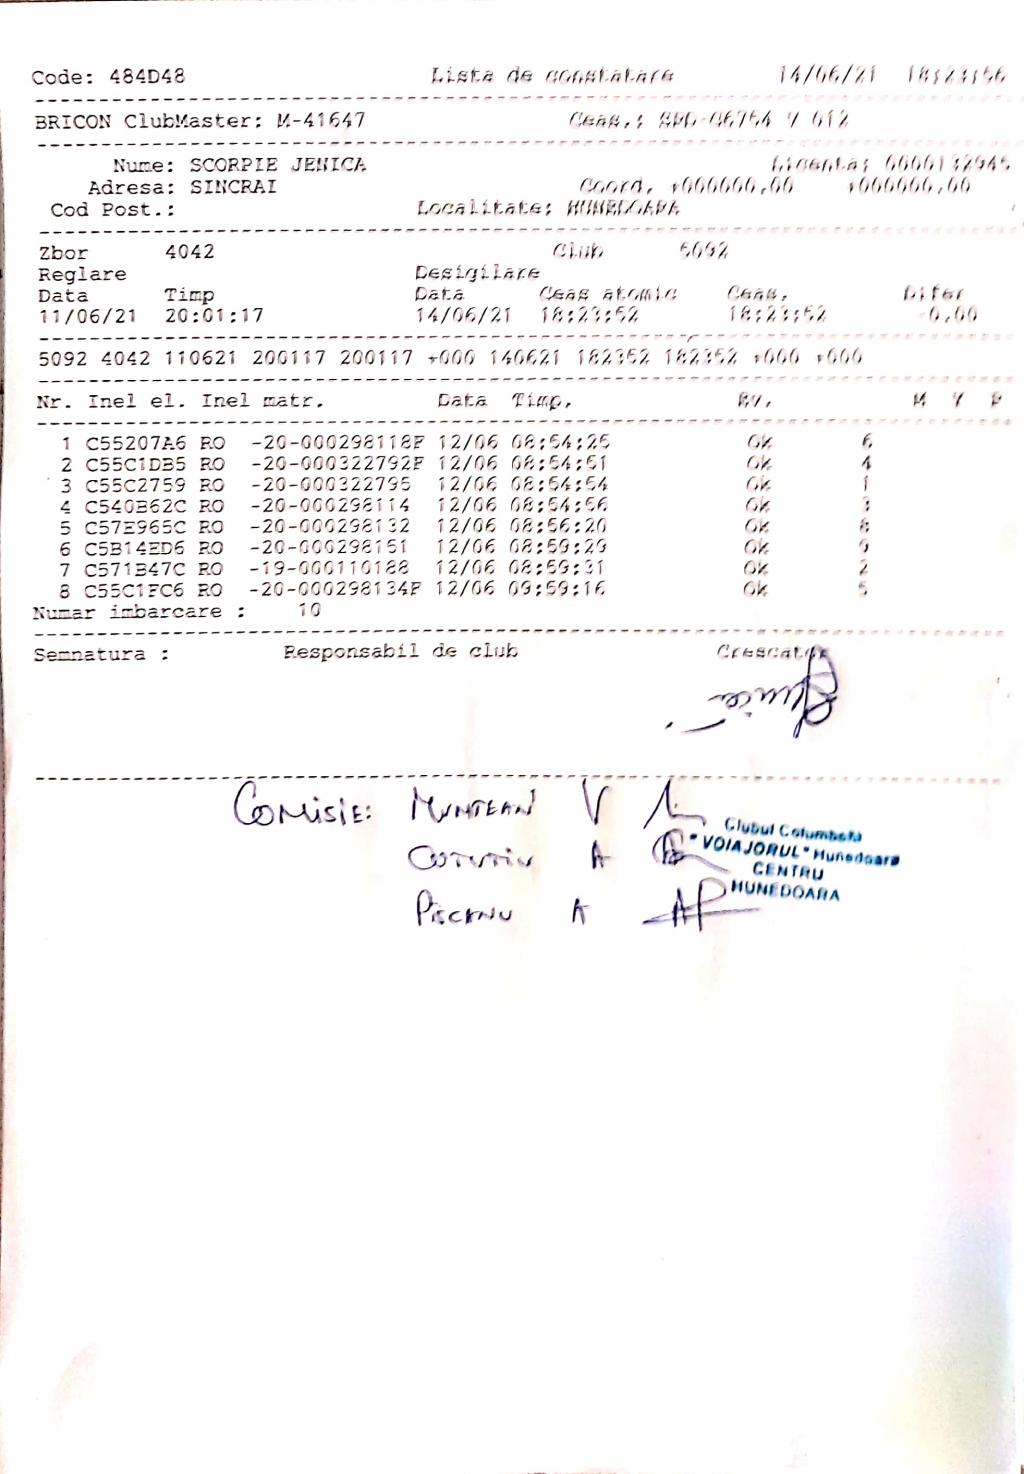 Code: 484D48 Lista de constatare 14/06/21 18:23:56
BRICON ClubMaster: M-41647 Ceas.:
Nume: SCORPIE JENICA Licenta: 0000132945
Adresa: SINCRAI Coord. +000000,00 +000000,00
Cod Post.: Localitate: HUNEDOARA
Zbor 4042 Club 5092
Reglare Desigilare
Data Timp Data Ceas atomic Ceas. Difer
11/06/21 20:01:17 14/06/21 18:23:52 18:23:52 0,00
5092 4042 110621 200117 200117 +000 140621 182352 182352 +000 +000
Nr. Inel el. Inel matr. Data Timp. Rv. M Y P
1 C55207A6 RO -20-000298118F 12/06 08:54:25 Ok 6
2 C55C1DB5 RO -20-000322792F 12/06 08:54:51 Ok 4
3 C55C2759 RO -20-000322795 12/06 08:54:54 Ok 1
4 C540B62C RO -20-000298114 12/06 08:54:56 Ok 3
5 C57E965C RO -20-000298132 12/06 08:56:20 Ok 8
6 C5B14ED6 RO -20-000298151 12/06 08:59:29 Ok 9
7 C571B47C RO -19-000110188 12/06 08:59:31 Ok 2
8 C55C1FC6 RO -20-000298134F 12/06 09:59:16 Ok 5
Numar imbarcare : 10
Semnatura : Responsabil de club Crescator
COMISIE: MUNTEAN V
A
PISCANU A
Clubul Columbofil
"VOIAJORUL" Hunedoara
CENTRU
HUNEDOARA